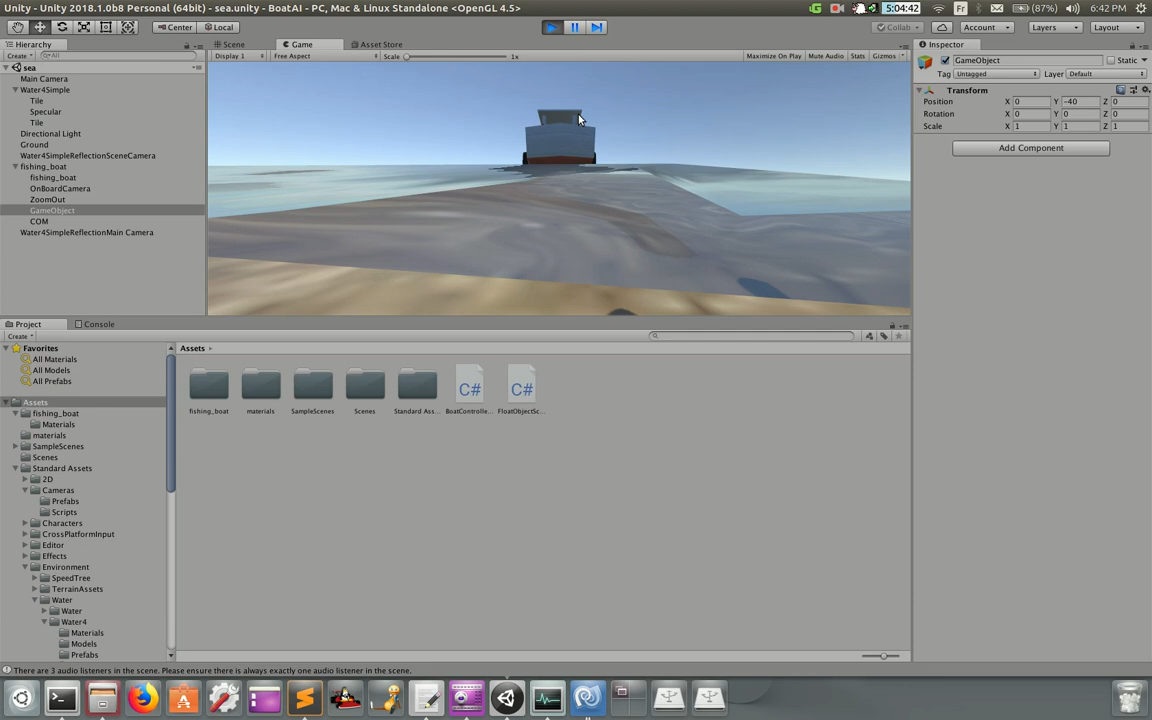 Unity - Unity 2018.1.0b8 Personal (64bit) - sea.unity - BoatAI - PC, Mac & Linux Standalone <OpenGL 4.5>
Fr
(87%)
5:04:42
6:42 PM
Center
Local
Collab
Account
Layers
Layout
Hierarchy
Scene
Game
Asset Store
Inspector
Create
All
Display 1
Free Aspect
Scale
1x
Maximize On Play
Mute Audio
Stats
Gizmos
GameObject
Static
Tag
Untagged
Layer
Default
Transform
Position
X
0
Y
-40
Z
0
Rotation
X
0
Y
0
Z
0
Scale
X
1
Y
1
Z
1
Add Component
sea
Main Camera
Water4Simple
Tile
Specular
Tile
Directional Light
Ground
Water4SimpleReflectionSceneCamera
fishing_boat
fishing_boat
OnBoardCamera
ZoomOut
GameObject
COM
Water4SimpleReflectionMain Camera
Project
Console
Create
Favorites
All Materials
All Models
All Prefabs
Assets
fishing_boat
Materials
materials
SampleScenes
Scenes
Standard Assets
2D
Cameras
Prefabs
Scripts
Characters
CrossPlatformInput
Editor
Effects
Environment
SpeedTree
TerrainAssets
Water
Water
Water4
Materials
Models
Prefabs
Assets
C#
C#
fishing_boat
materials
SampleScenes
Scenes
Standard Ass...
BoatControlle...
FloatObjectSc...
There are 3 audio listeners in the scene. Please ensure there is always exactly one audio listener in the scene.